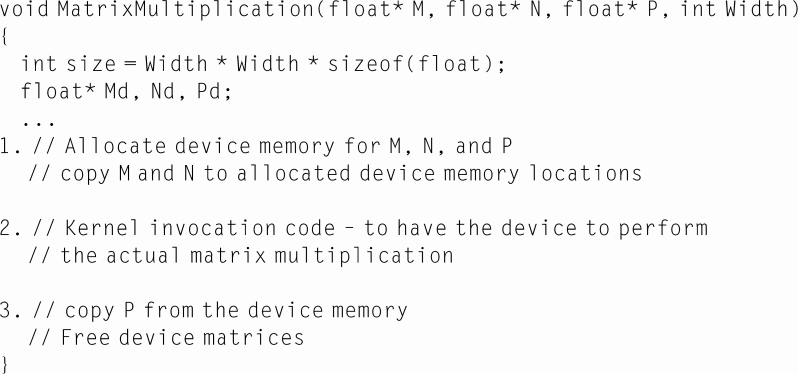 void MatrixMultiplication(float* M, float* N, float* P, int Width)
{
int size = Width * Width * sizeof(float);
float* Md, Nd, Pd;
...
1. // Allocate device memory for M, N, and P
// copy M and N to allocated device memory locations
2. // Kernel invocation code – to have the device to perform
// the actual matrix multiplication
3. // copy P from the device memory
// Free device matrices
}